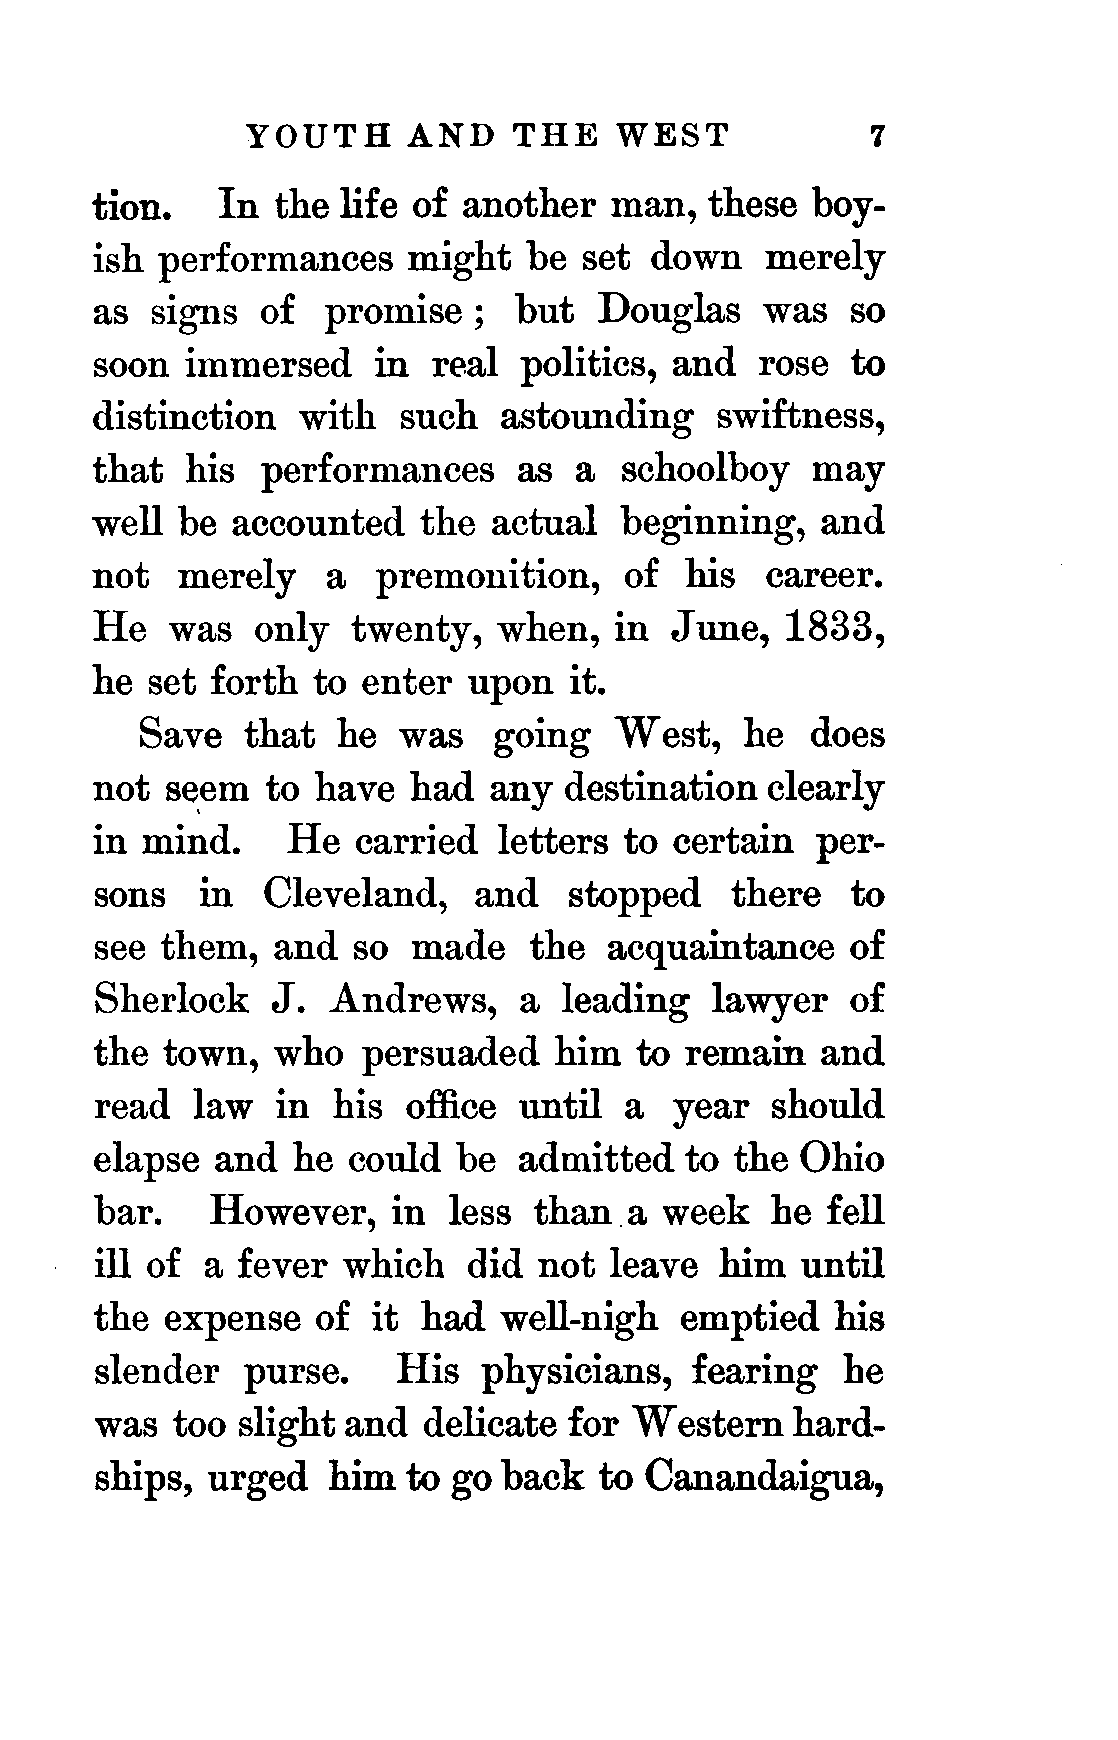 YOUTH AND THE WEST 7
tion. In the life of another man, these boy-
ish performances might be set down merely
as signs of promise ; but Douglas was so
soon immersed in real politics, and rose to
distinction with such astounding swiftness,
that his performances as a schoolboy may
well be accounted the actual beginning, and
not merely a premonition, of his career.
He was only twenty, when, in June, 1833,
he set forth to enter upon it.
Save that he was going West, he does
not seem to have had any destination clearly
in mind. He carried letters to certain per-
sons in Cleveland, and stopped there to
see them, and so made the acquaintance of
Sherlock J. Andrews, a leading lawyer of
the town, who persuaded him to remain and
read law in his office until a year should
elapse and he could be admitted to the Ohio
bar. However, in less than a week he fell
ill of a fever which did not leave him until
the expense of it had well-nigh emptied his
slender purse. His physicians, fearing he
was too slight and delicate for Western hard-
ships, urged him to go back to Canandaigua,